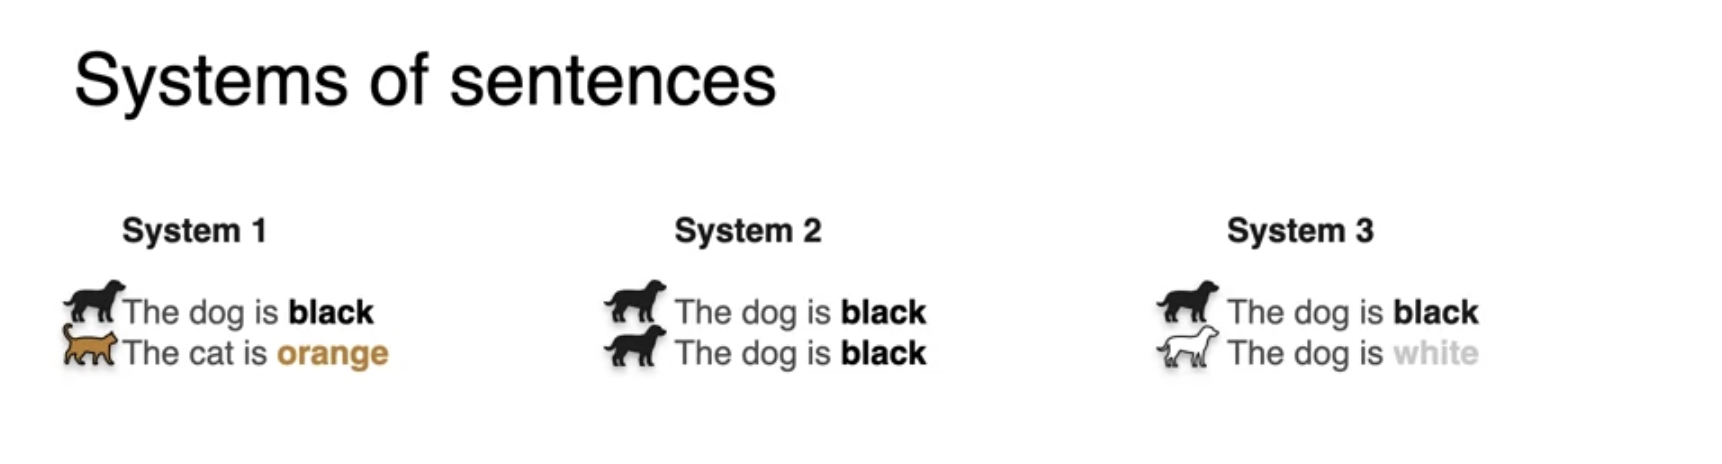 Systems of sentences
System 1
The dog is black
The cat is orange
System 2
The dog is black
The dog is black
System 3
The dog is black
The dog is white